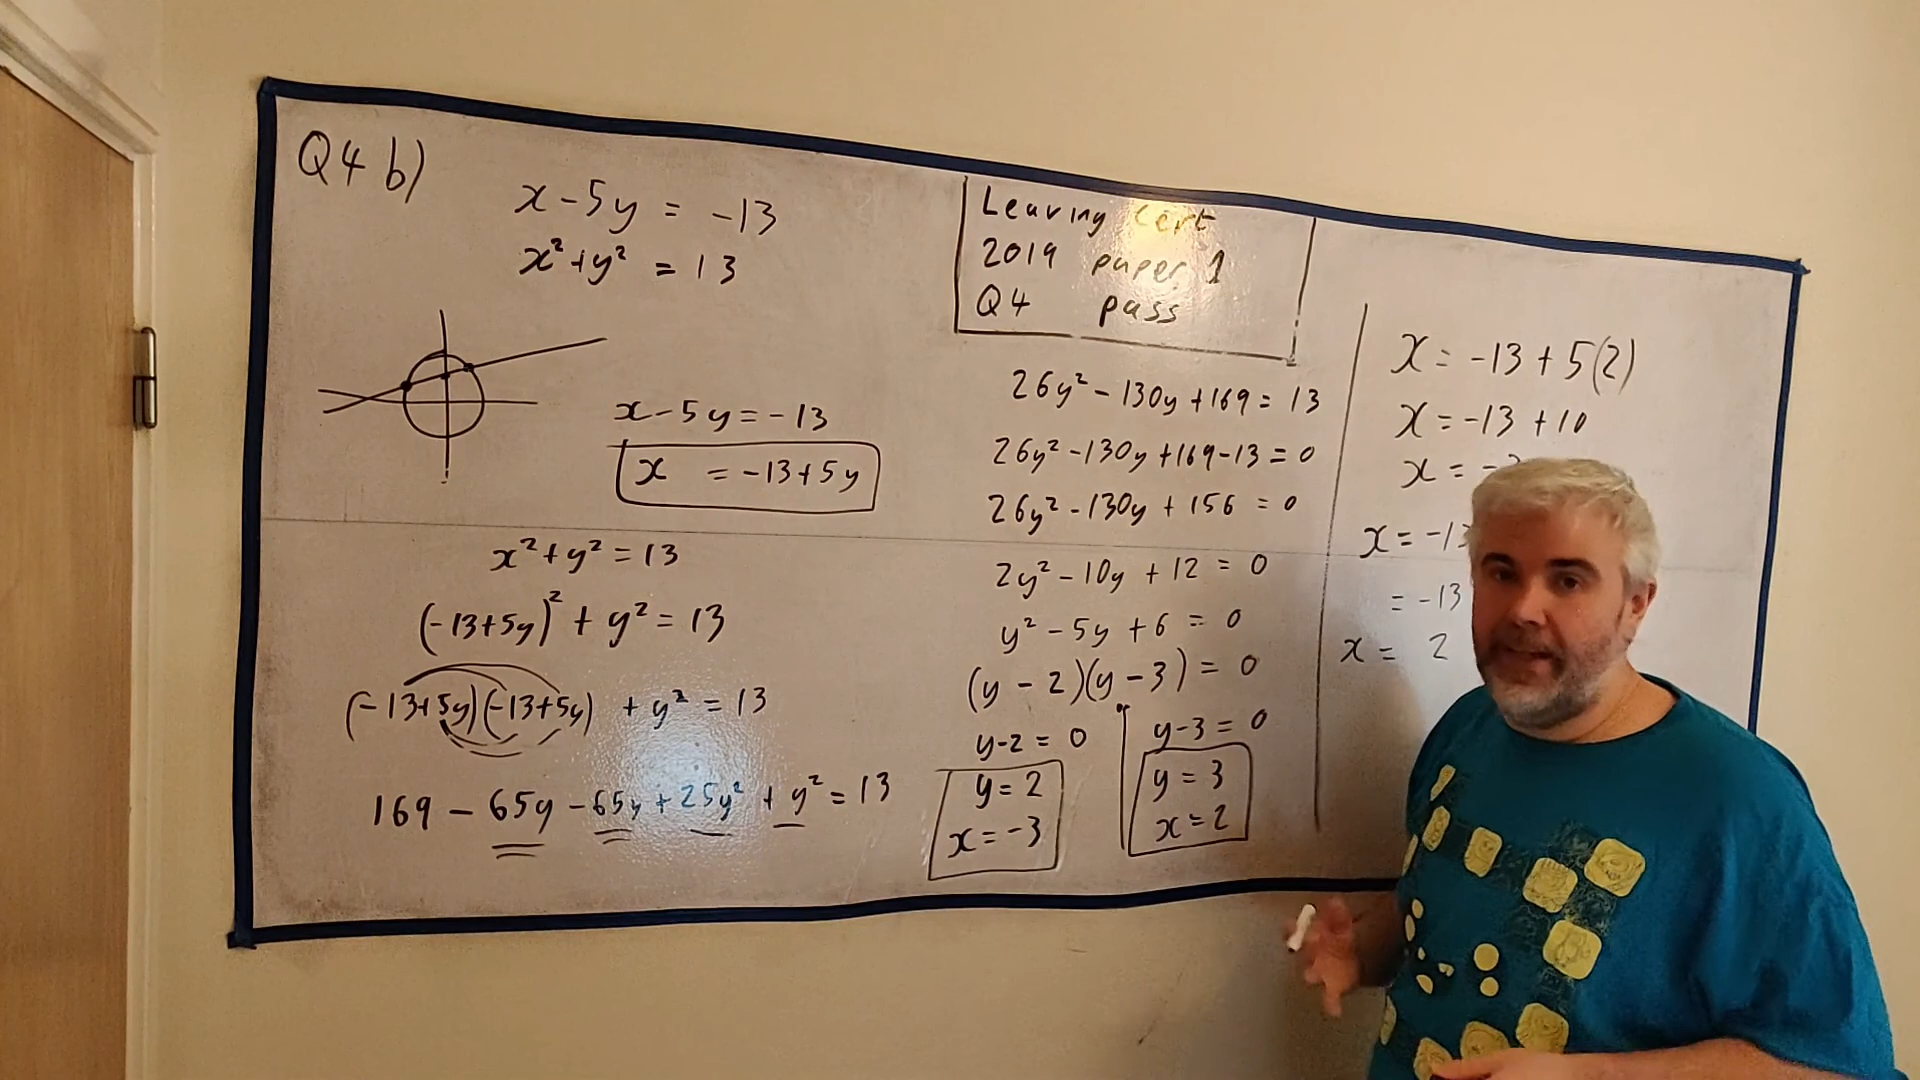 Q4 b)
x - 5y = -13
x² + y² = 13
Leaving cert
2019 paper 1
Q4 pass
x - 5y = -13
x = -13 + 5y
x² + y² = 13
(-13+5y)² + y² = 13
(-13+5y)(-13+5y) + y² = 13
169 - 65y - 65y + 25y² + y² = 13
26y² - 130y + 169 = 13
26y² - 130y + 169 - 13 = 0
26y² - 130y + 156 = 0
2y² - 10y + 12 = 0
y² - 5y + 6 = 0
(y - 2)(y - 3) = 0
y - 2 = 0
y = 2
x = -3
y - 3 = 0
y = 3
x = 2
x = -13 + 5(2)
x = -13 + 10
x = -
x = -13
= -13
x = 2